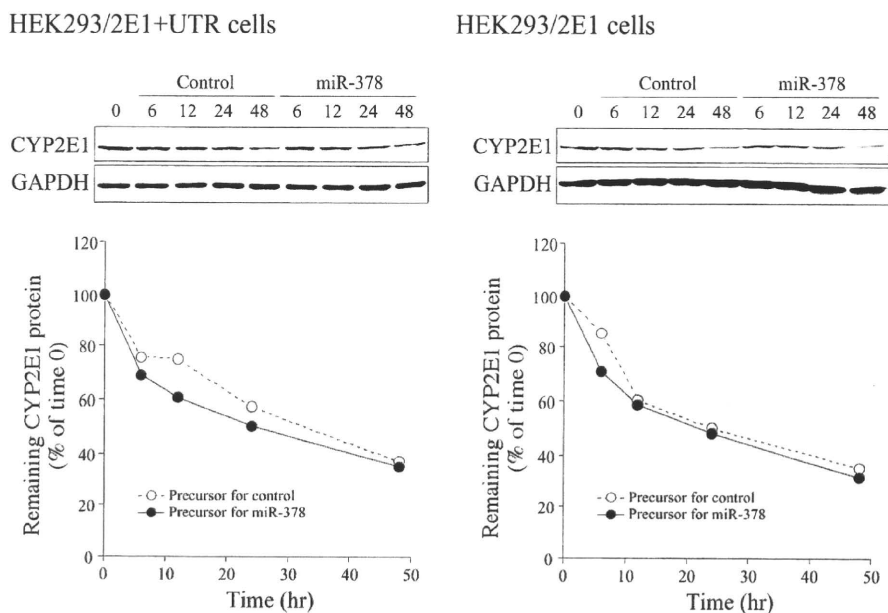 HEK293/2E1+UTR cells
Control miR-378
0 6 12 24 48 6 12 24 48
CYP2E1
GAPDH
120
100
80
60
40
20
0
Remaining CYP2E1 protein
(% of time 0)
Precursor for control
Precursor for miR-378
0 10 20 30 40 50
Time (hr)
HEK293/2E1 cells
Control miR-378
0 6 12 24 48 6 12 24 48
CYP2E1
GAPDH
120
100
80
60
40
20
0
Remaining CYP2E1 protein
(% of time 0)
Precursor for control
Precursor for miR-378
0 10 20 30 40 50
Time (hr)